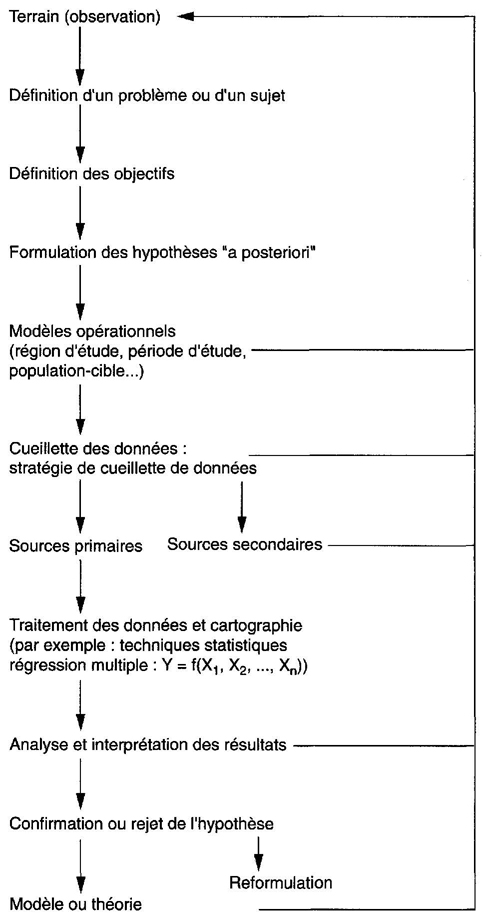 Terrain (observation)
Définition d'un problème ou d'un sujet
Définition des objectifs
Formulation des hypothèses "a posteriori"
Modèles opérationnels
(région d'étude, période d'étude,
population-cible...)
Cueillette des données :
stratégie de cueillette de données
Sources primaires
Sources secondaires
Traitement des données et cartographie
(par exemple : techniques statistiques
régression multiple : Y = f(X₁, X₂, ..., Xₙ))
Analyse et interprétation des résultats
Confirmation ou rejet de l'hypothèse
Reformulation
Modèle ou théorie